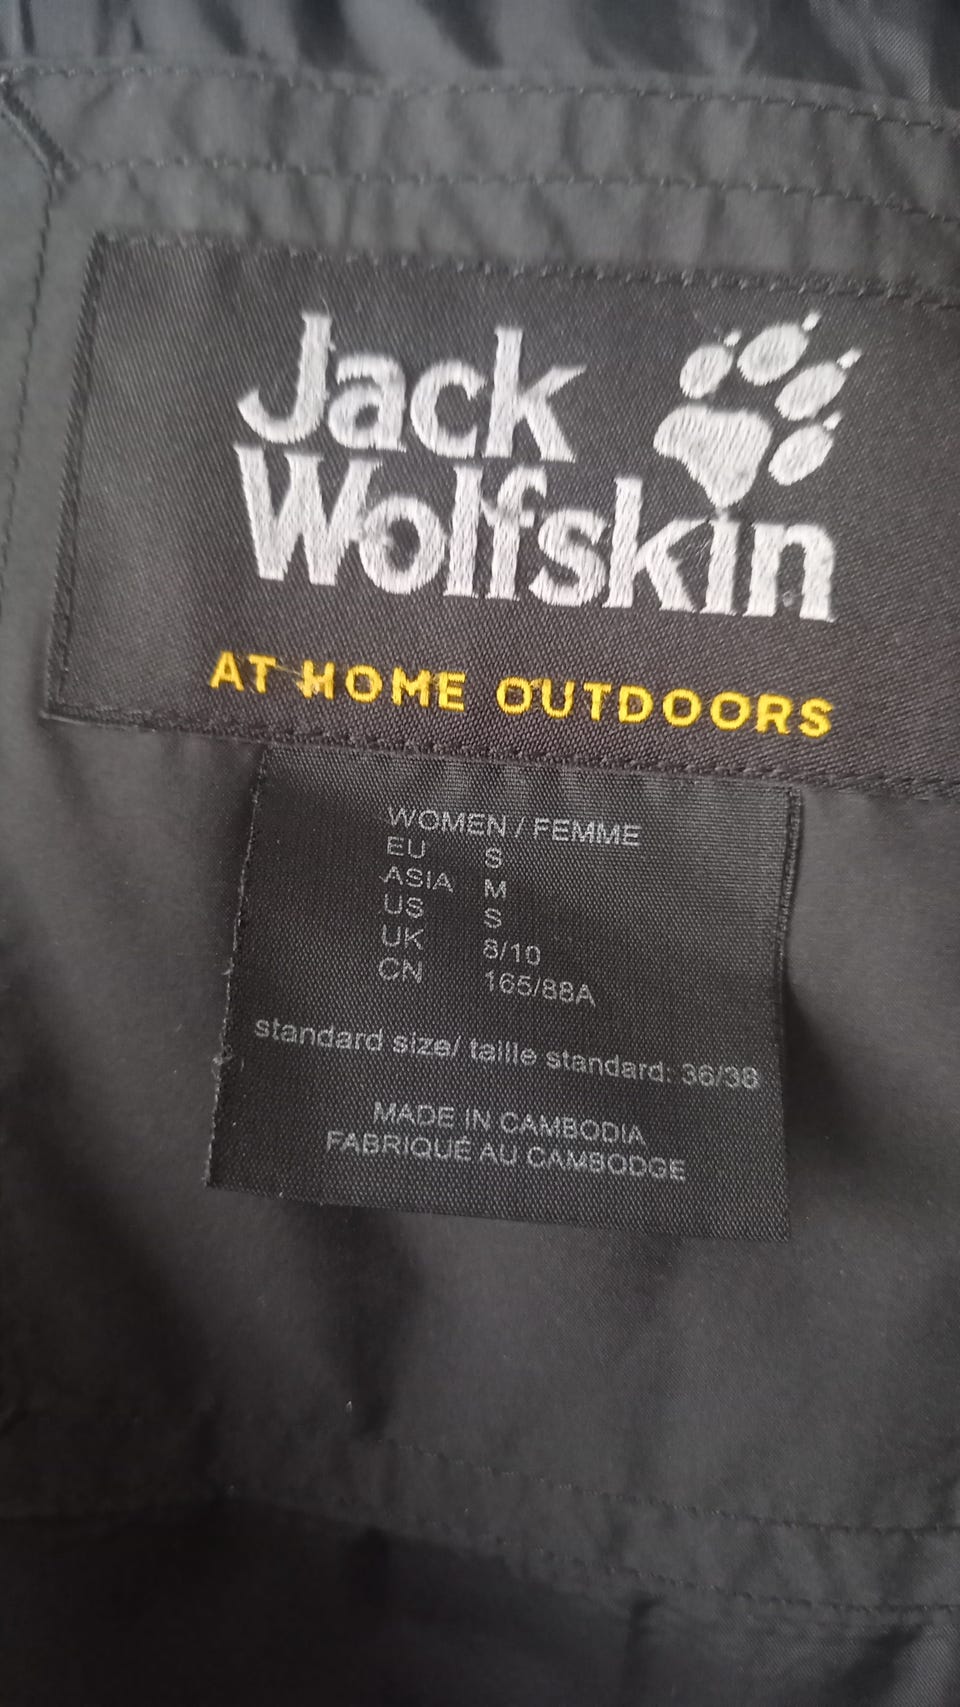 Jack
Wolfskin
AT HOME OUTDOORS
WOMEN / FEMME
EU S
ASIA M
US S
UK 8/10
CN 165/88A
standard size/ taille standard: 36/38
MADE IN CAMBODIA
FABRIQUÉ AU CAMBODGE